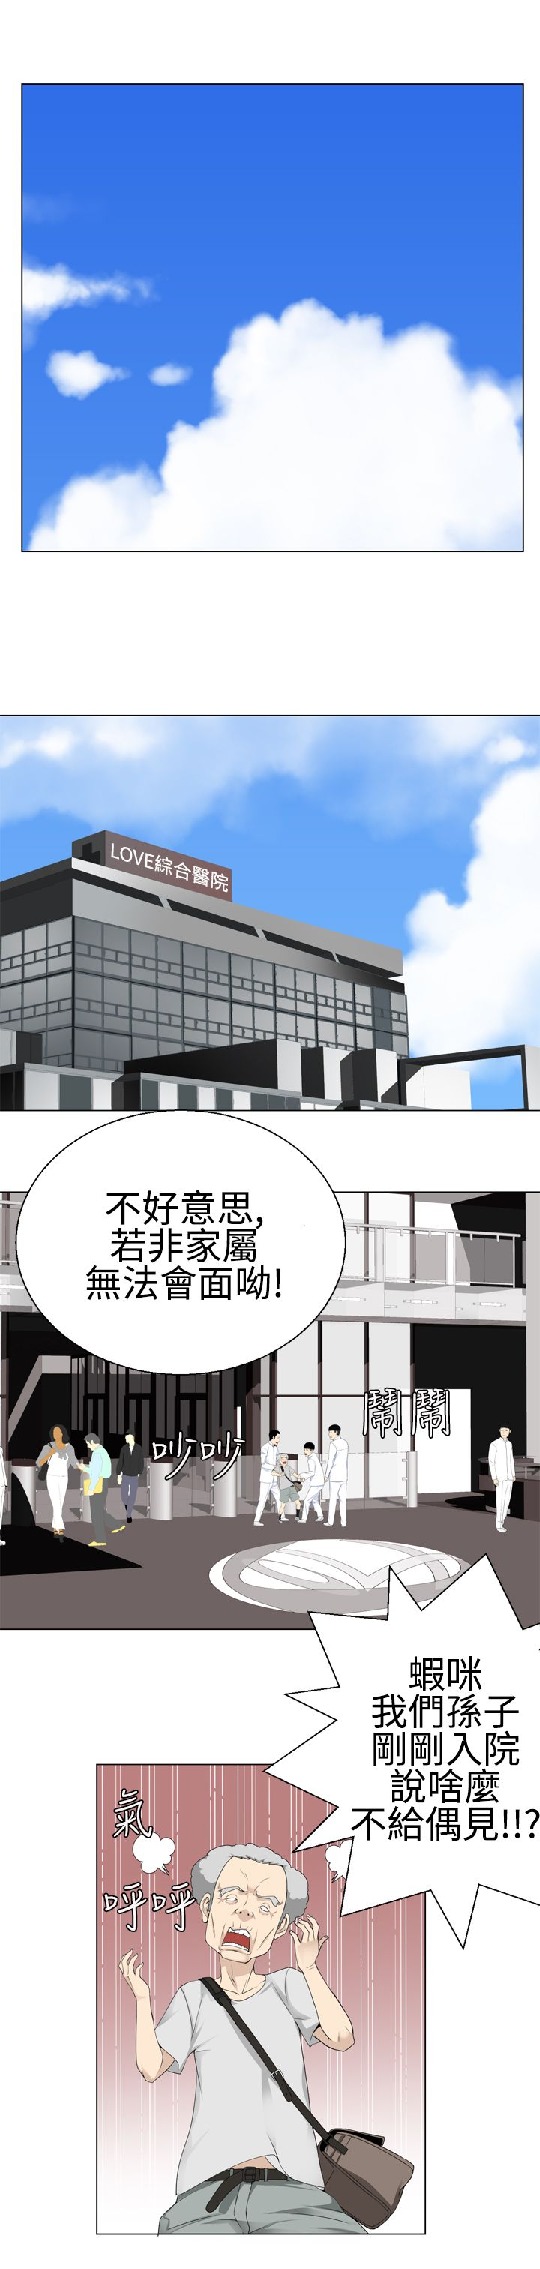 LOVE綜合醫院
不好意思,
若非家屬
無法會面呦!
吵吵
鬧鬧
蝦咪
我們孫子
剛剛入院
說啥麼
不給偶見!!?
氣
呼呼